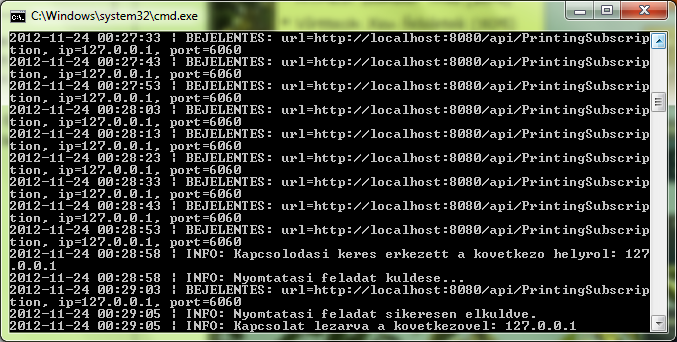 C:\Windows\system32\cmd.exe
2012-11-24 00:27:33 ¦ BEJELENTES: url=http://localhost:8080/api/PrintingSubscrip
tion, ip=127.0.0.1, port=6060
2012-11-24 00:27:43 ¦ BEJELENTES: url=http://localhost:8080/api/PrintingSubscrip
tion, ip=127.0.0.1, port=6060
2012-11-24 00:27:53 ¦ BEJELENTES: url=http://localhost:8080/api/PrintingSubscrip
tion, ip=127.0.0.1, port=6060
2012-11-24 00:28:03 ¦ BEJELENTES: url=http://localhost:8080/api/PrintingSubscrip
tion, ip=127.0.0.1, port=6060
2012-11-24 00:28:13 ¦ BEJELENTES: url=http://localhost:8080/api/PrintingSubscrip
tion, ip=127.0.0.1, port=6060
2012-11-24 00:28:23 ¦ BEJELENTES: url=http://localhost:8080/api/PrintingSubscrip
tion, ip=127.0.0.1, port=6060
2012-11-24 00:28:33 ¦ BEJELENTES: url=http://localhost:8080/api/PrintingSubscrip
tion, ip=127.0.0.1, port=6060
2012-11-24 00:28:43 ¦ BEJELENTES: url=http://localhost:8080/api/PrintingSubscrip
tion, ip=127.0.0.1, port=6060
2012-11-24 00:28:53 ¦ BEJELENTES: url=http://localhost:8080/api/PrintingSubscrip
tion, ip=127.0.0.1, port=6060
2012-11-24 00:28:58 ¦ INFO: Kapcsolodasi keres erkezett a kovetkezo helyrol: 127
.0.0.1
2012-11-24 00:28:58 ¦ INFO: Nyomtatasi feladat kuldese...
2012-11-24 00:29:03 ¦ BEJELENTES: url=http://localhost:8080/api/PrintingSubscrip
tion, ip=127.0.0.1, port=6060
2012-11-24 00:29:05 ¦ INFO: Nyomtatasi feladat sikeresen elkuldve.
2012-11-24 00:29:05 ¦ INFO: Kapcsolat lezarva a kovetkezovel: 127.0.0.1